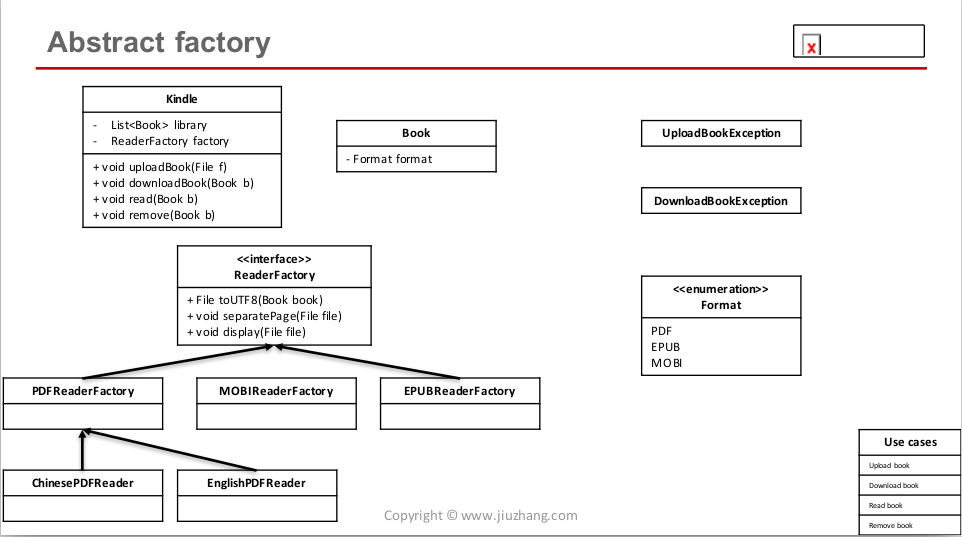 Abstract factory
x
Kindle
- List<Book> library
- ReaderFactory factory
+ void uploadBook(File f)
+ void downloadBook(Book b)
+ void read(Book b)
+ void remove(Book b)
Book
- Format format
UploadBookException
DownloadBookException
<<interface>>
ReaderFactory
+ File toUTF8(Book book)
+ void separatePage(File file)
+ void display(File file)
<<enumeration>>
Format
PDF
EPUB
MOBI
PDFReaderFactory
MOBIReaderFactory
EPUBReaderFactory
ChinesePDFReader
EnglishPDFReader
Use cases
Upload book
Download book
Read book
Remove book
Copyright © www.jiuzhang.com